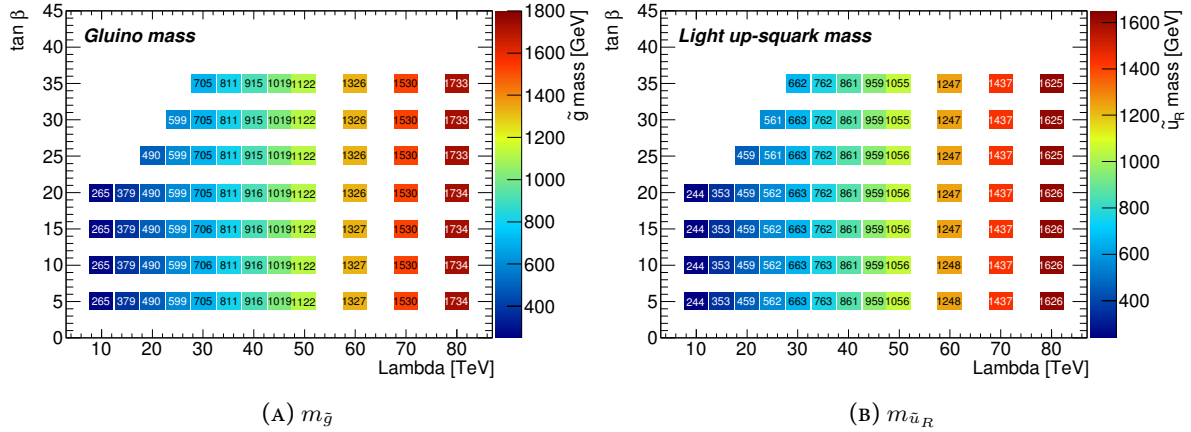 Gluino mass
tan β
45
40
35
30
25
20
15
10
5
0
705 811 915 1019 1122 1326 1530 1733
599 705 811 915 1019 1122 1326 1530 1733
490 599 705 811 915 1019 1122 1326 1530 1733
265 379 490 599 705 811 916 1019 1122 1326 1530 1734
265 379 490 599 706 811 916 1019 1122 1327 1530 1734
265 379 490 599 706 811 916 1019 1122 1327 1530 1734
265 379 490 599 705 811 916 1019 1122 1327 1530 1734
10 20 30 40 50 60 70 80
Lambda [TeV]
1800
1600
1400
1200
1000
800
600
400
g̃ mass [GeV]
(A) m_g̃
Light up-squark mass
tan β
45
40
35
30
25
20
15
10
5
0
662 762 861 959 1055 1247 1437 1625
561 663 762 861 959 1055 1247 1437 1625
459 561 663 762 861 959 1056 1247 1437 1625
244 353 459 562 663 762 861 959 1056 1247 1437 1626
244 353 459 562 663 762 861 959 1056 1247 1437 1626
244 353 459 562 663 763 861 959 1056 1248 1437 1626
244 353 459 562 663 763 861 959 1056 1248 1437 1626
10 20 30 40 50 60 70 80
Lambda [TeV]
1600
1400
1200
1000
800
600
400
ũ_R mass [GeV]
(B) m_ũ_R